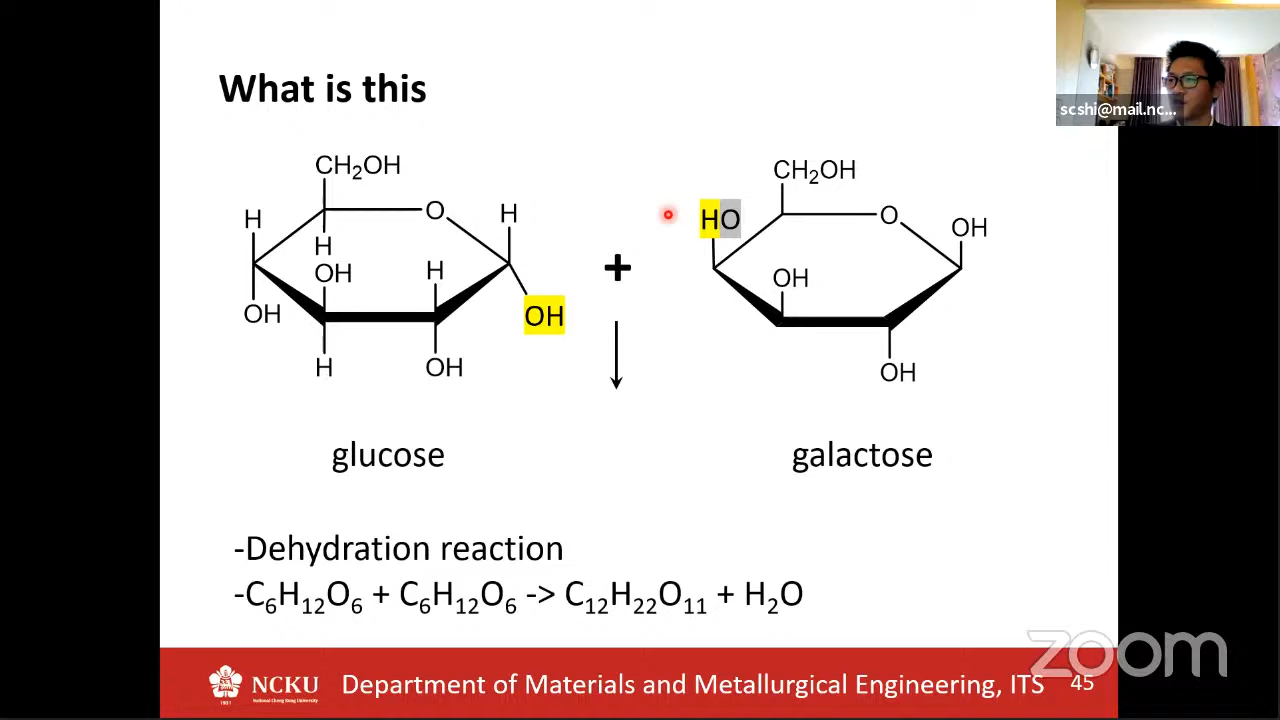 What is this
scshi@mail.nc...
CH₂OH
O
H
H
H
OH
H
OH
OH
H
OH
+
CH₂OH
O
HO
OH
OH
OH
glucose
galactose
-Dehydration reaction
-C₆H₁₂O₆ + C₆H₁₂O₆ -> C₁₂H₂₂O₁₁ + H₂O
zoom
NCKU
Department of Materials and Metallurgical Engineering, ITS
45